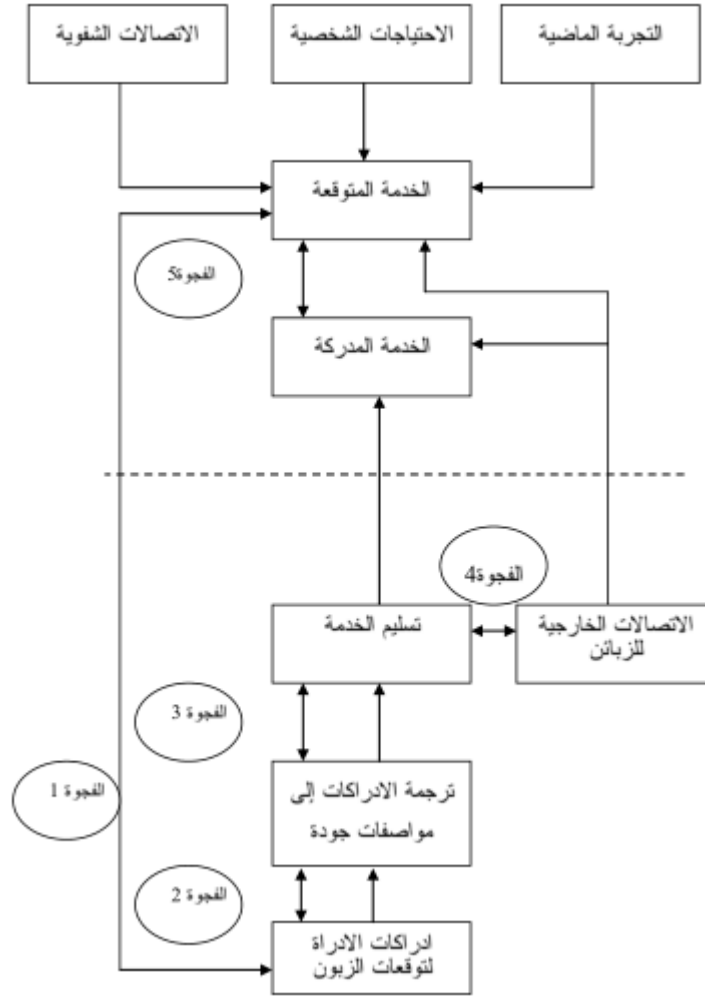 التجربة الماضية
الاحتياجات الشخصية
الاتصالات الشفوية
الخدمة المتوقعة
الفجوة5
الخدمة المدركة
الفجوة4
الاتصالات الخارجية
للزبائن
تسليم الخدمة
الفجوة 3
ترجمة الادراكات إلى
مواصفات جودة
الفجوة 1
الفجوة 2
ادراكات الادراة
لتوقعات الزبون